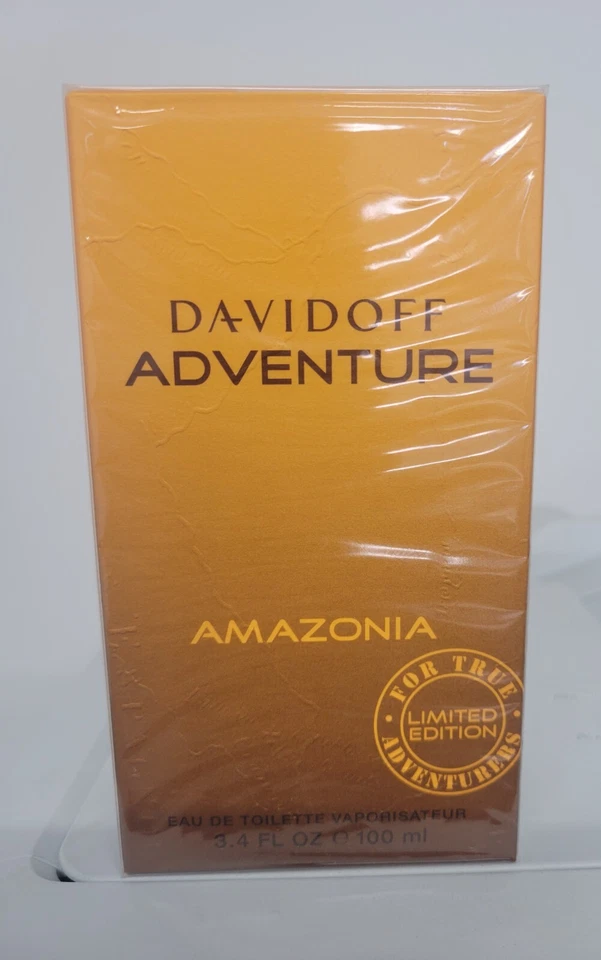 DAVIDOFF
ADVENTURE
AMAZONIA
FOR TRUE
LIMITED
EDITION
ADVENTURERS
EAU DE TOILETTE VAPORISATEUR
3.4 FL OZ ℮ 100 ml